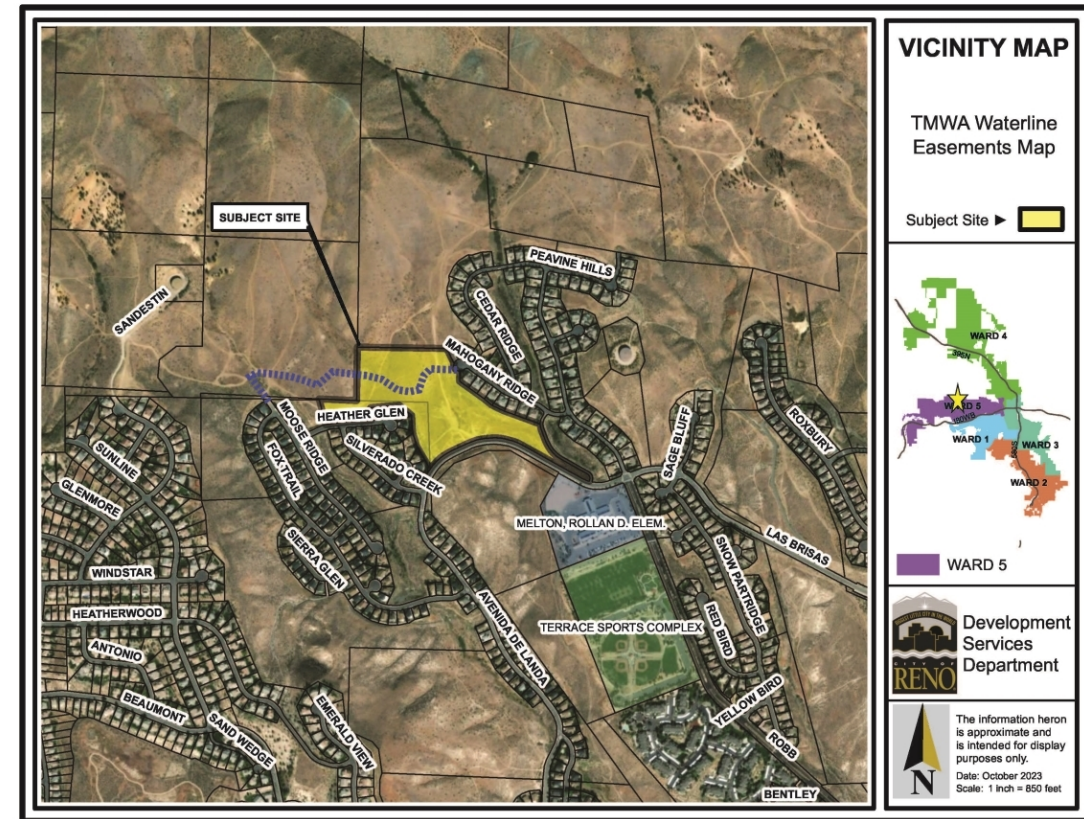 SUBJECT SITE
PEAVINE HILLS
CEDAR RIDGE
SANDESTIN
MAHOGANY RIDGE
HEATHER GLEN
MOOSE RIDGE
SILVERADO CREEK
FOX-TRAIL
SAGE BLUFF
ROXBURY
SUNLINE
GLENMORE
MELTON, ROLLAN D. ELEM.
LAS BRISAS
SIERRA GLEN
SNOW PARTRIDGE
WINDSTAR
HEATHERWOOD
AVENIDA DE LANDA
TERRACE SPORTS COMPLEX
RED BIRD
ANTONIO
BEAUMONT
SAND WEDGE
EMERALD VIEW
YELLOW BIRD
ROBB
BENTLEY
VICINITY MAP
TMWA Waterline
Easements Map
Subject Site ►
WARD 4
395N
WARD 5
I80WB
WARD 1
WARD 3
WARD 2
WARD 5
CITY OF
RENO
Development
Services
Department
N
The information heron
is approximate and
is intended for display
purposes only.
Date: October 2023
Scale: 1 inch = 850 feet